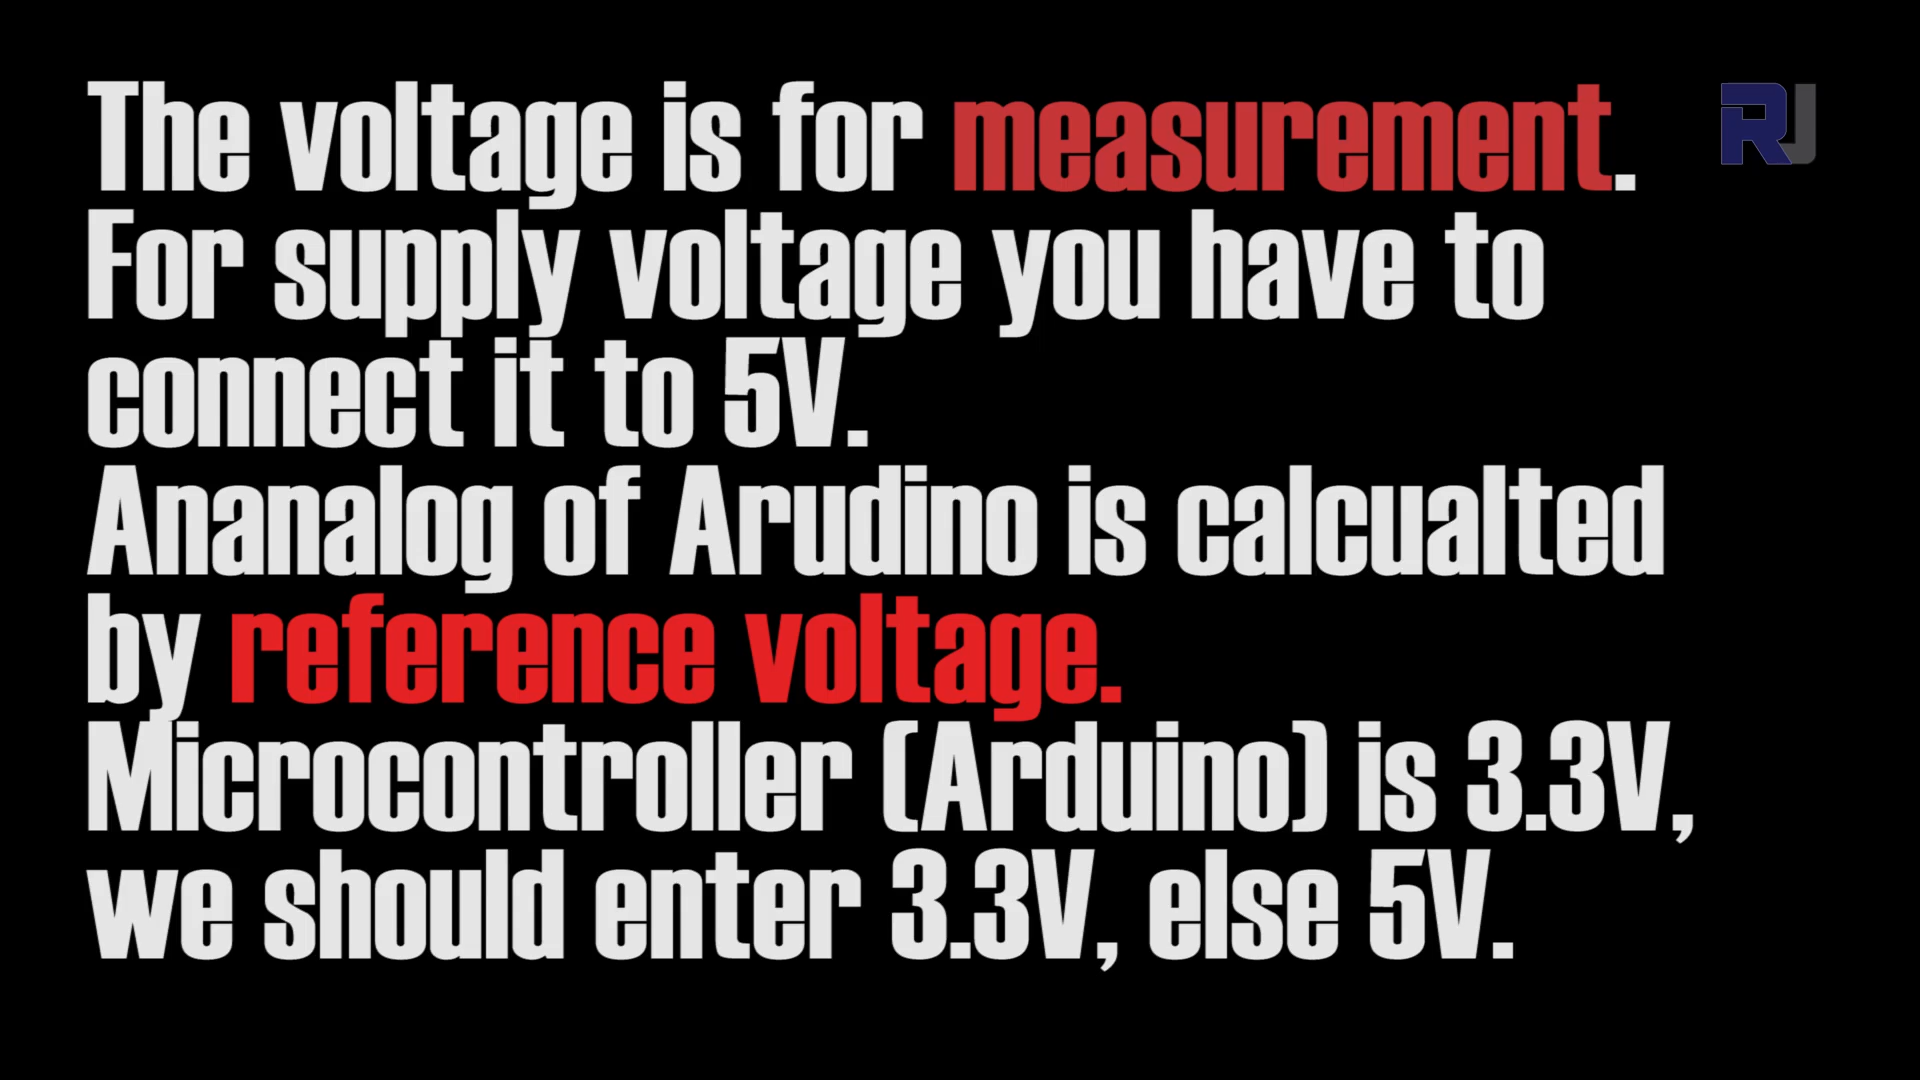 The voltage is for measurement.
For supply voltage you have to
connect it to 5V.
Ananalog of Arudino is calcualted
by reference voltage.
Microcontroller (Arduino) is 3.3V,
we should enter 3.3V, else 5V.
RJ